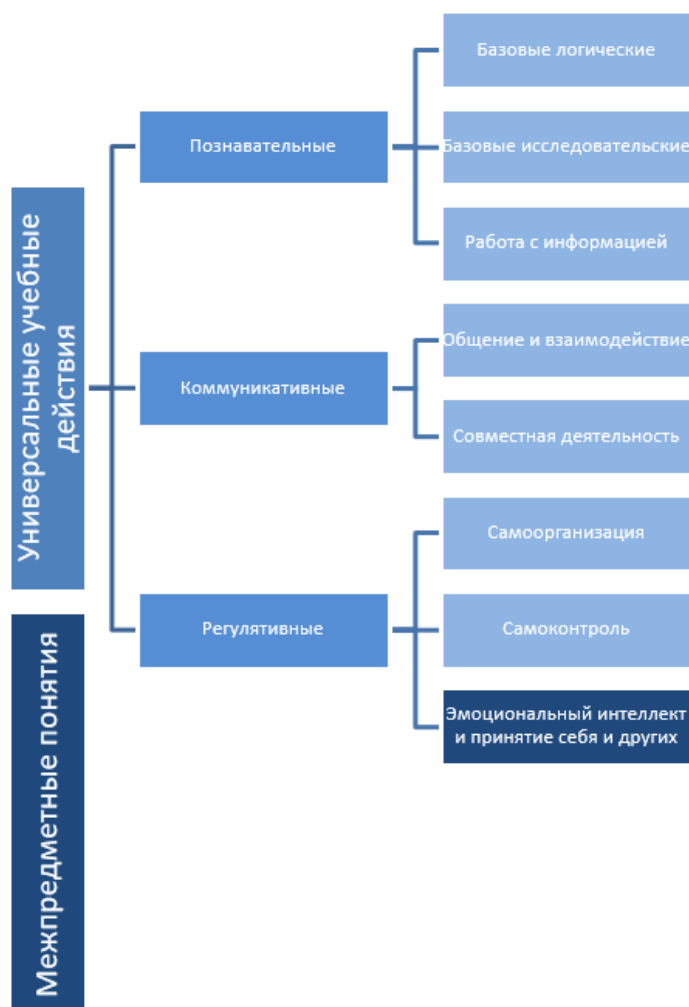 Универсальные учебные
действия
Познавательные
Базовые логические
Базовые исследовательские
Работа с информацией
Коммуникативные
Общение и взаимодействие
Совместная деятельность
Регулятивные
Самоорганизация
Самоконтроль
Эмоциональный интеллект
и принятие себя и других
Межпредметные понятия